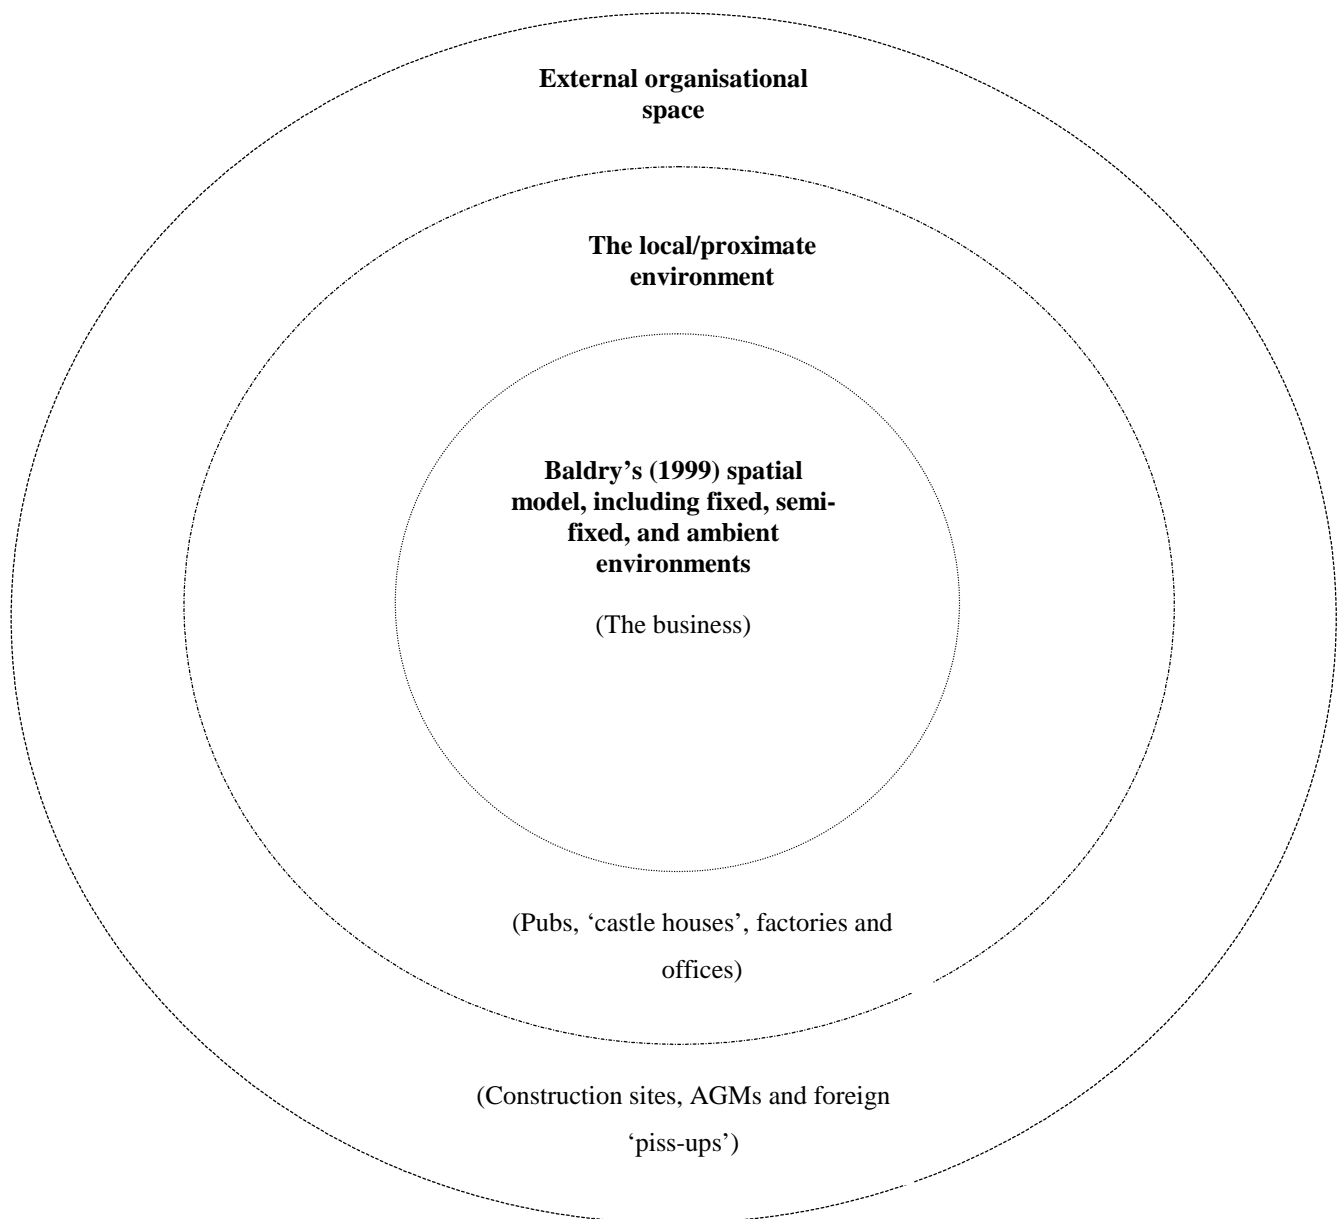 External organisational
space
The local/proximate
environment
Baldry’s (1999) spatial
model, including fixed, semi-
fixed, and ambient
environments
(The business)
(Pubs, ‘castle houses’, factories and
offices)
(Construction sites, AGMs and foreign
‘piss-ups’)